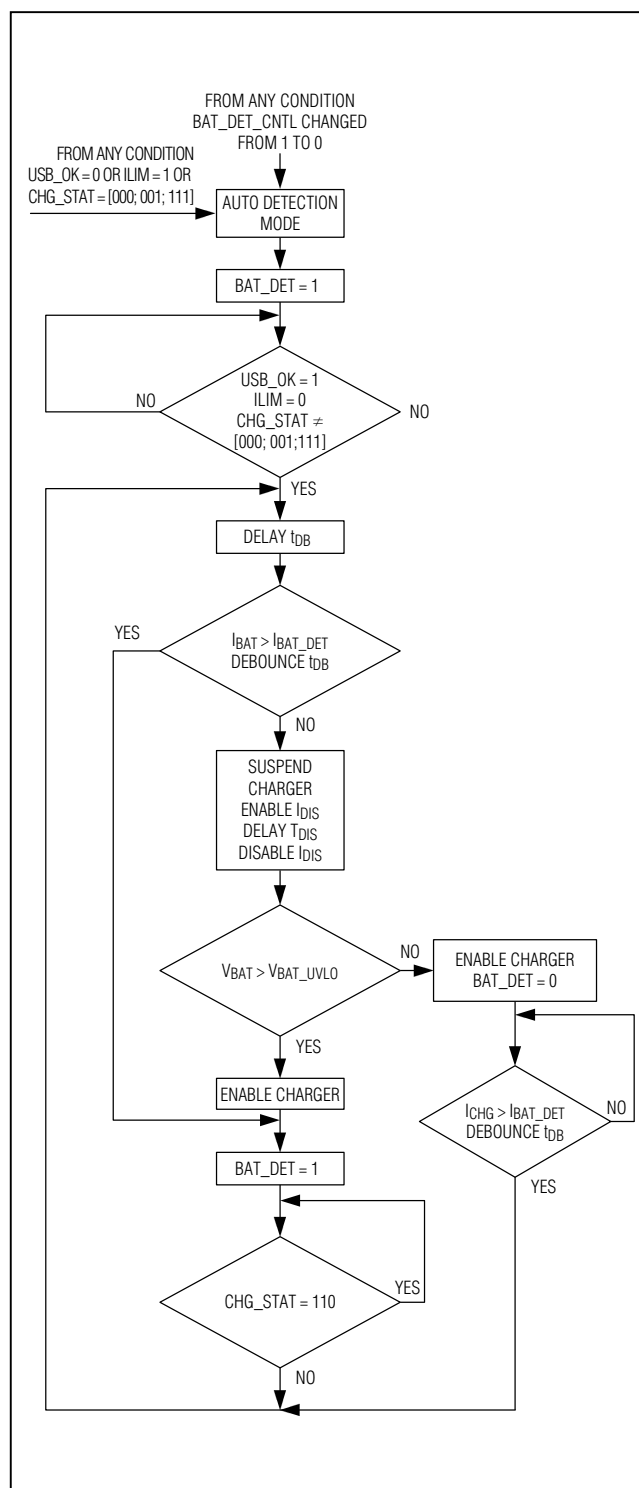 FROM ANY CONDITION
BAT_DET_CNTL CHANGED
FROM 1 TO 0
FROM ANY CONDITION
USB_OK = 0 OR ILIM = 1 OR
CHG_STAT = [000; 001; 111]
AUTO DETECTION
MODE
BAT_DET = 1
USB_OK = 1
ILIM = 0
CHG_STAT ≠
[000; 001;111]
NO
NO
YES
DELAY tDB
YES
IBAT > IBAT_DET
DEBOUNCE tDB
NO
SUSPEND
CHARGER
ENABLE IDIS
DELAY TDIS
DISABLE IDIS
VBAT > VBAT_UVLO
NO
ENABLE CHARGER
BAT_DET = 0
YES
ENABLE CHARGER
ICHG > IBAT_DET
DEBOUNCE tDB
NO
YES
BAT_DET = 1
CHG_STAT = 110
YES
NO